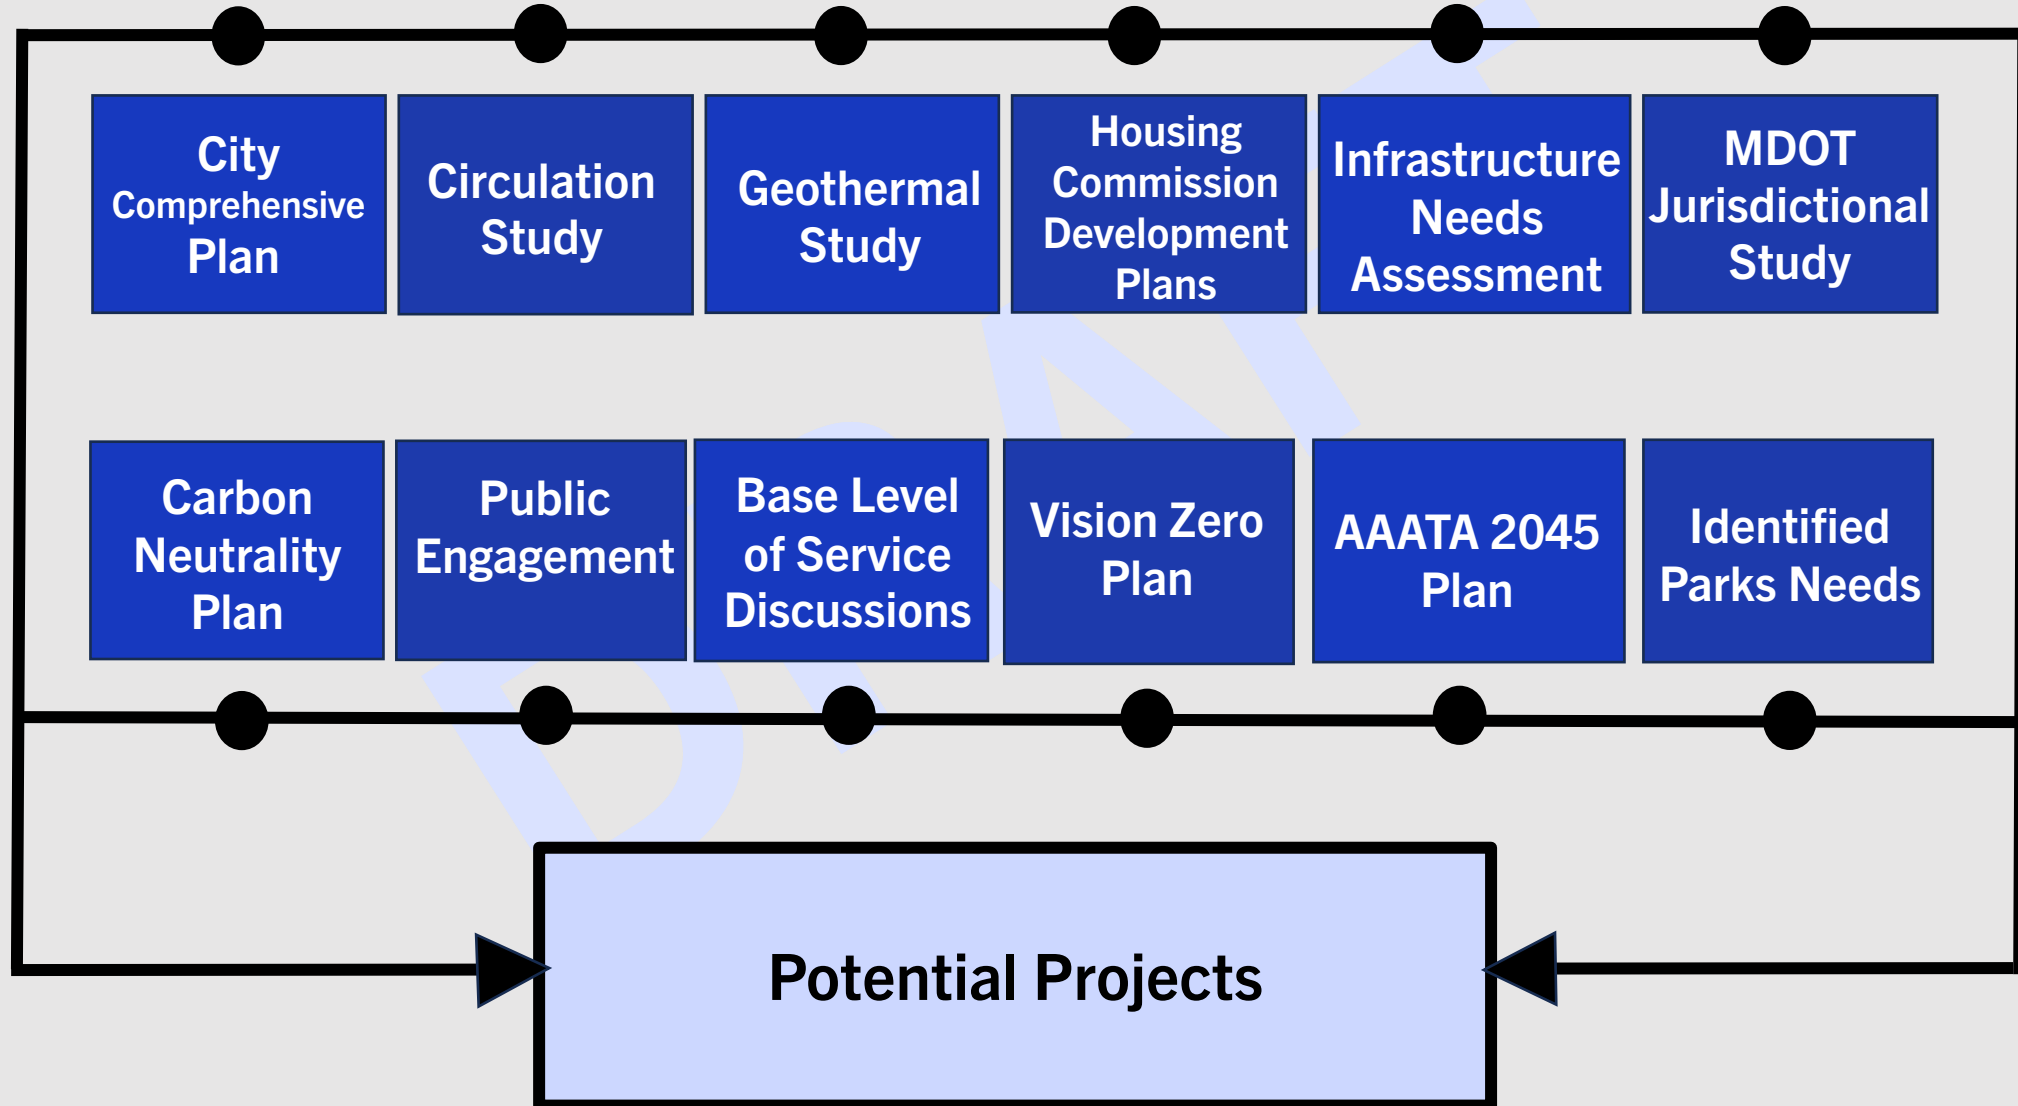 City
Comprehensive
Plan
Circulation
Study
Geothermal
Study
Housing
Commission
Development
Plans
Infrastructure
Needs
Assessment
MDOT
Jurisdictional
Study
Carbon
Neutrality
Plan
Public
Engagement
Base Level
of Service
Discussions
Vision Zero
Plan
AAATA 2045
Plan
Identified
Parks Needs
Potential Projects